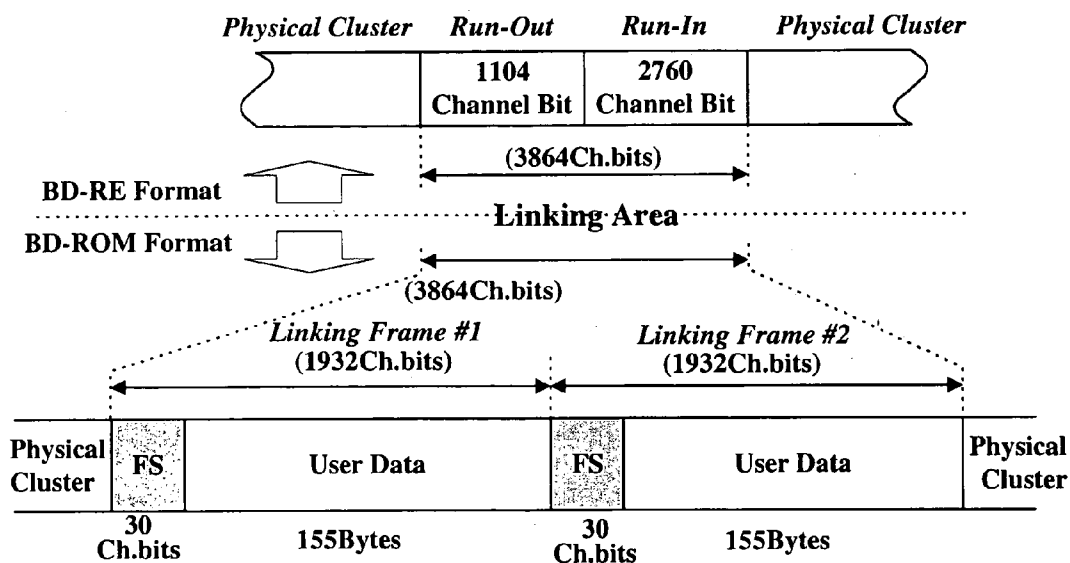 Physical Cluster Run-Out Run-In Physical Cluster
1104 2760
Channel Bit Channel Bit
(3864Ch.bits)
BD-RE Format
Linking Area
BD-ROM Format
(3864Ch.bits)
Linking Frame #1 Linking Frame #2
(1932Ch.bits) (1932Ch.bits)
Physical FS User Data FS User Data Physical
Cluster Cluster
30 155Bytes 30 155Bytes
Ch.bits Ch.bits